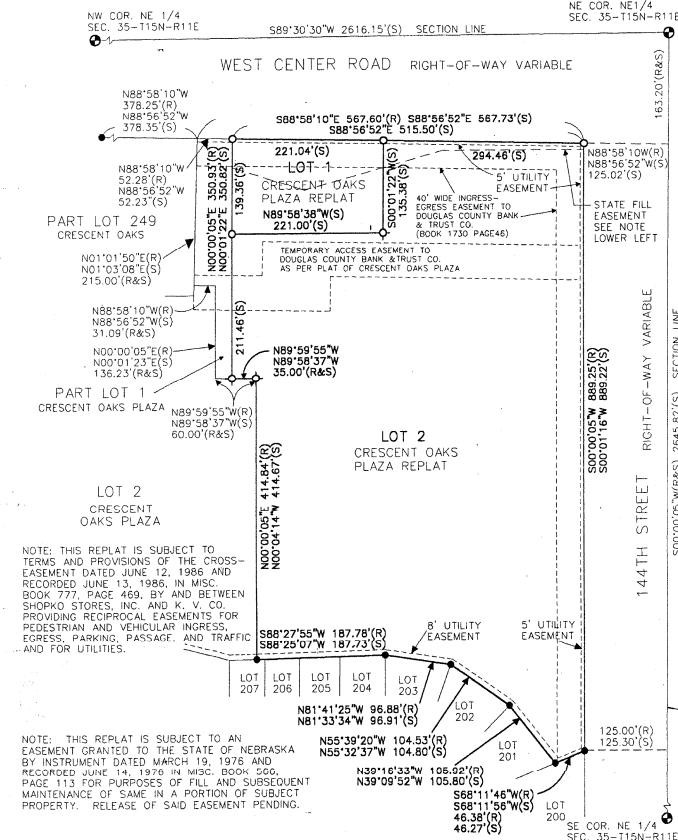 NW COR. NE 1/4
SEC. 35-T15N-R11E
S89°30'30"W 2616.15'(S) SECTION LINE
NE COR. NE1/4
SEC. 35-T15N-R11E
WEST CENTER ROAD RIGHT-OF-WAY VARIABLE
163.20'(R&S)
N88°58'10"W
378.25'(R)
N88°56'52"W
378.35'(S)
S88°58'10"E 567.60'(R) S88°56'52"E 567.73'(S)
S88°56'52"E 515.50'(S)
221.04'(S)
294.46'(S)
N88°58'10W(R)
N88°56'52"W(S)
125.02'(S)
N88°58'10"W
52.28'(R)
N88°56'52"W
52.23"(S)
N00°00'05"E 350.93'(R)
N00°01'22"E 350.82'(S)
139.36'(S)
LOT 1
CRESCENT OAKS
PLAZA REPLAT
N89°58'38"W(S)
221.00'(S)
S00°01'22"W(S)
135.38'(S)
5' UTILITY
EASEMENT
40' WIDE INGRESS-
EGRESS EASEMENT TO
DOUGLAS COUNTY BANK
& TRUST CO.
(BOOK 1730 PAGE46)
STATE FILL
EASEMENT
SEE NOTE
LOWER LEFT
PART LOT 249
CRESCENT OAKS
TEMPORARY ACCESS EASEMENT TO
DOUGLAS COUNTY BANK &TRUST CO.
AS PER PLAT OF CRESCENT OAKS PLAZA
N01°01'50"E(R)
N01°03'08"E(S)
215.00'(R&S)
N88°58'10"W(R)
N88°56'52"W(S)
31.09'(R&S)
N00°00'05"E(R)
N00°01'23"E(S)
136.23'(R&S)
211.46'(S)
N89°59'55"W
N89°58'37"W
35.00'(R&S)
PART LOT 1
CRESCENT OAKS PLAZA
N89°59'55"W(R)
N89°58'37"W(S)
60.00'(R&S)
LOT 2
CRESCENT OAKS
PLAZA REPLAT
S00°00'05"W 889.25'(R)
S00°01'16"W 889.22'(S)
144TH STREET RIGHT-OF-WAY VARIABLE
S00°00'05"W(R&S) 2645.82'(S) SECTION LINE
N00°00'05"E 414.84'(R)
N00°04'14"W 414.67'(S)
LOT 2
CRESCENT
OAKS PLAZA
NOTE: THIS REPLAT IS SUBJECT TO
TERMS AND PROVISIONS OF THE CROSS-
EASEMENT DATED JUNE 12, 1986 AND
RECORDED JUNE 13, 1986, IN MISC.
BOOK 777, PAGE 469, BY AND BETWEEN
SHOPKO STORES, INC. AND K. V. CO.
PROVIDING RECIPROCAL EASEMENTS FOR
PEDESTRIAN AND VEHICULAR INGRESS,
EGRESS, PARKING, PASSAGE, AND TRAFFIC
AND FOR UTILITIES.
S88°27'55"W 187.78'(R)
S88°25'07"W 187.73'(S)
8' UTILITY
EASEMENT
5' UTILITY
EASEMENT
LOT
207
LOT
206
LOT
205
LOT
204
LOT
203
LOT
202
LOT
201
LOT
200
N81°41'25"W 96.88'(R)
N81°33'34"W 96.91'(S)
N55°39'20"W 104.53'(R)
N55°32'37"W 104.80'(S)
N39°16'33"W 105.92'(R)
N39°09'52"W 105.80'(S)
S68°11'46"W(R)
S68°11'56"W(S)
46.38'(R)
46.27'(S)
125.00'(R)
125.30'(S)
NOTE: THIS REPLAT IS SUBJECT TO AN
EASEMENT GRANTED TO THE STATE OF NEBRASKA
BY INSTRUMENT DATED MARCH 19, 1976 AND
RECORDED JUNE 14, 1976 IN MISC. BOOK 566,
PAGE 113 FOR PURPOSES OF FILL AND SUBSEQUENT
MAINTENANCE OF SAME IN A PORTION OF SUBJECT
PROPERTY. RELEASE OF SAID EASEMENT PENDING.
SE COR. NE 1/4
SEC. 35-T15N-R11E